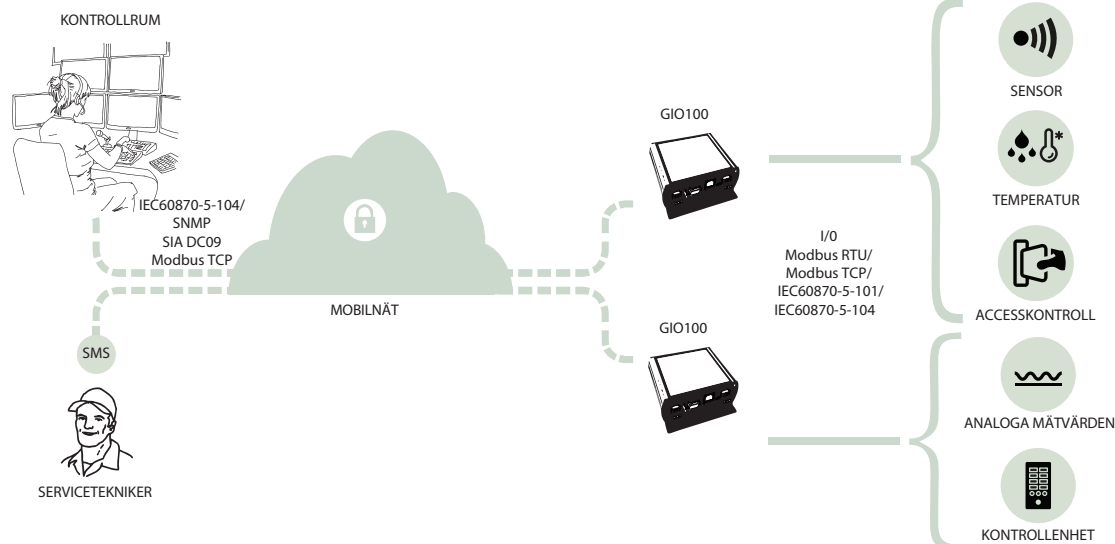 KONTROLLRUM
IEC60870-5-104/
SNMP
SIA DC09
Modbus TCP
SMS
SERVICETEKNIKER
MOBILNÄT
GIO100
GIO100
I/0
Modbus RTU/
Modbus TCP/
IEC60870-5-101/
IEC60870-5-104
SENSOR
TEMPERATUR
ACCESSKONTROLL
ANALOGA MÄTVÄRDEN
KONTROLLENHET